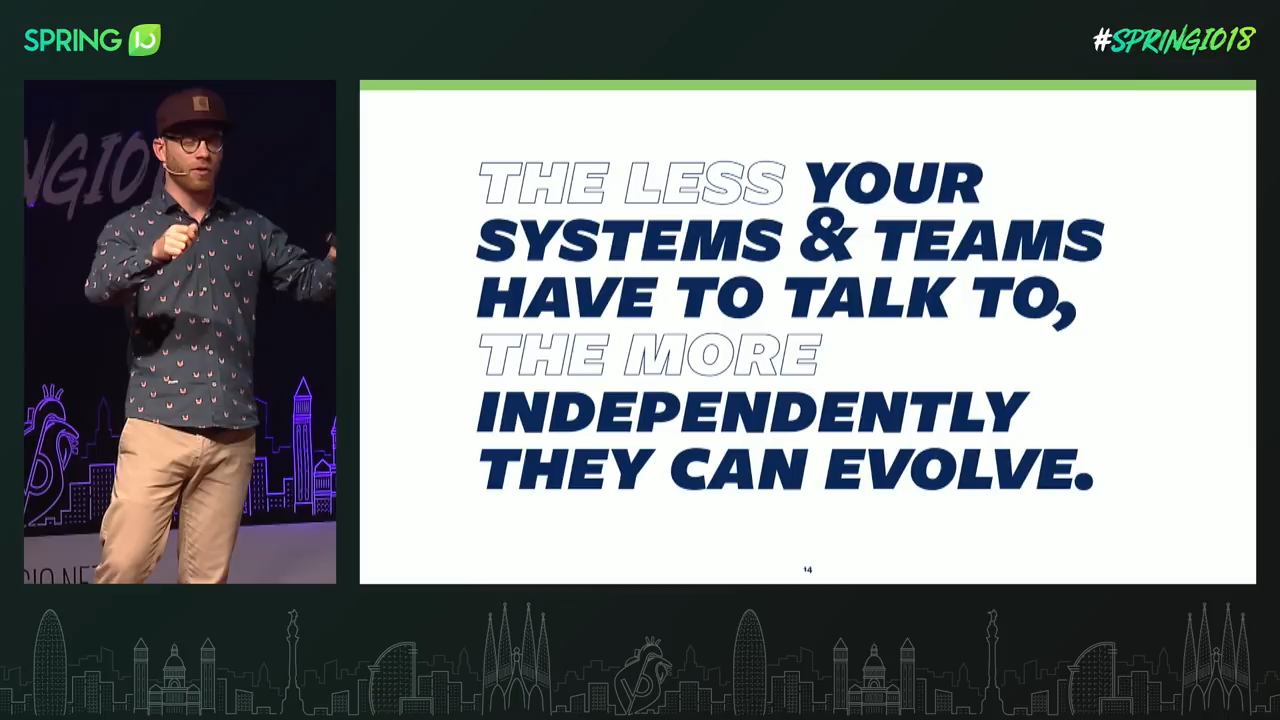 SPRING IO
#SPRINGIO18
NGIO1
THE LESS YOUR
SYSTEMS & TEAMS
HAVE TO TALK TO,
THE MORE
INDEPENDENTLY
THEY CAN EVOLVE.
14